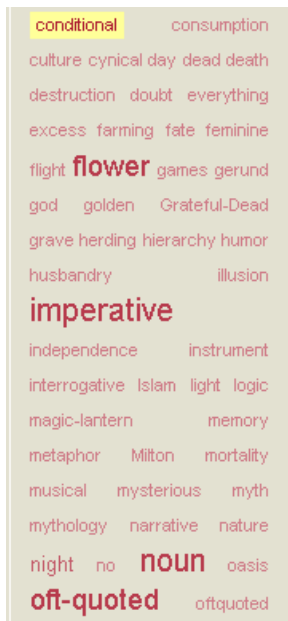 conditional consumption
culture cynical day dead death
destruction doubt everything
excess farming fate feminine
flight flower games gerund
god golden Grateful-Dead
grave herding hierarchy humor
husbandry illusion
imperative
independence instrument
interrogative Islam light logic
magic-lantern memory
metaphor Milton mortality
musical mysterious myth
mythology narrative nature
night no noun oasis
oft-quoted oftquoted